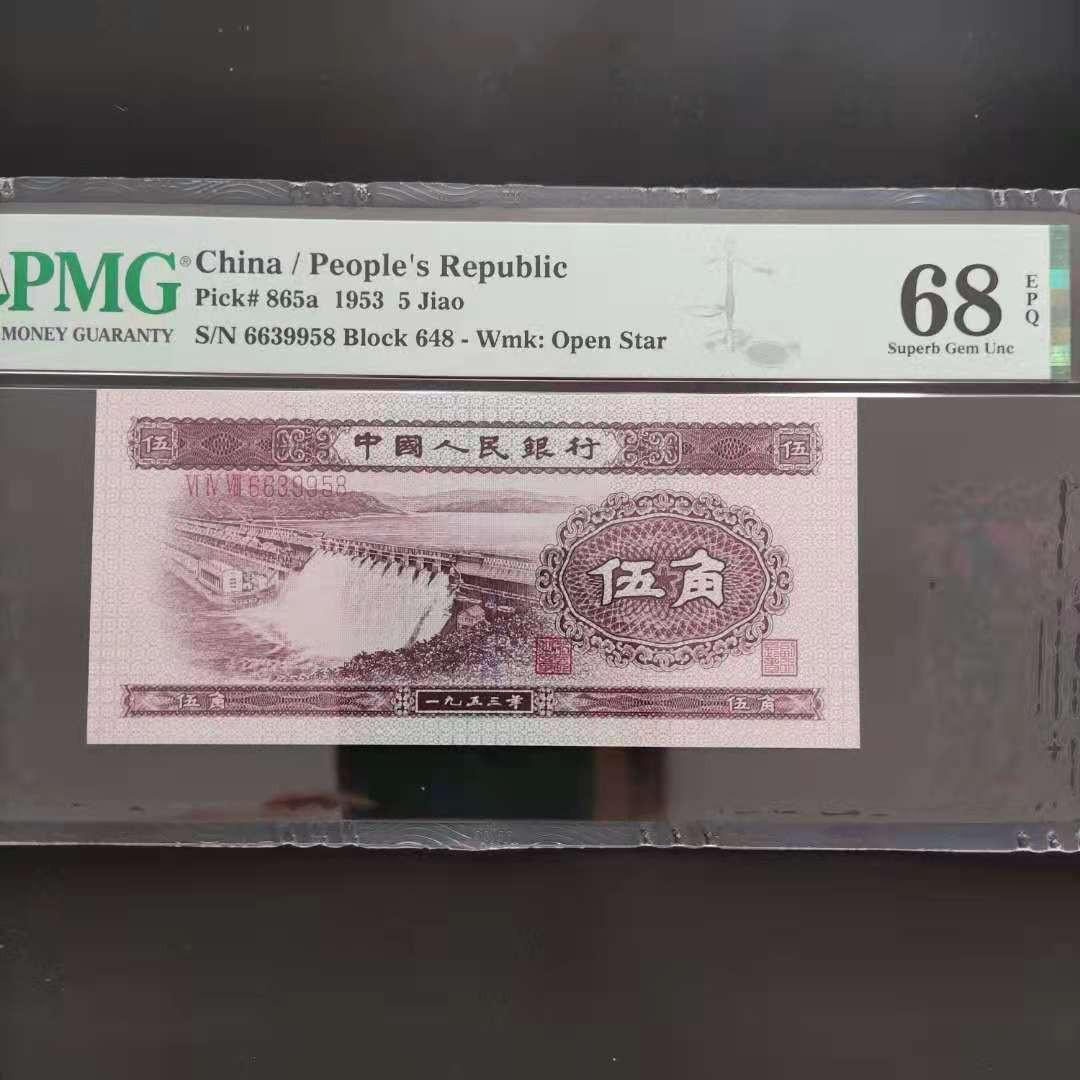 PMG®
MONEY GUARANTY
China / People's Republic
Pick# 865a 1953 5 Jiao
S/N 6639958 Block 648 - Wmk: Open Star
68
EPQ
Superb Gem Unc
伍 中國人民銀行 伍
VI IV VIII 6639958
伍角
伍角 一九五三年 伍角